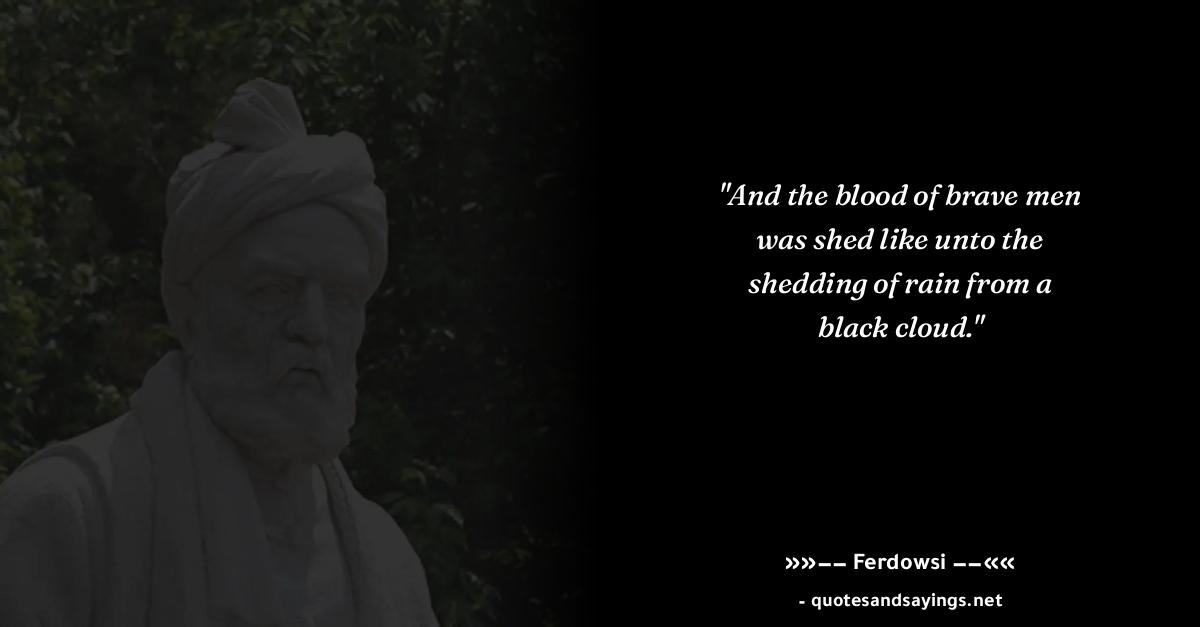 "And the blood of brave men
was shed like unto the
shedding of rain from a
black cloud."
»»−− Ferdowsi −−««
- quotesandsayings.net